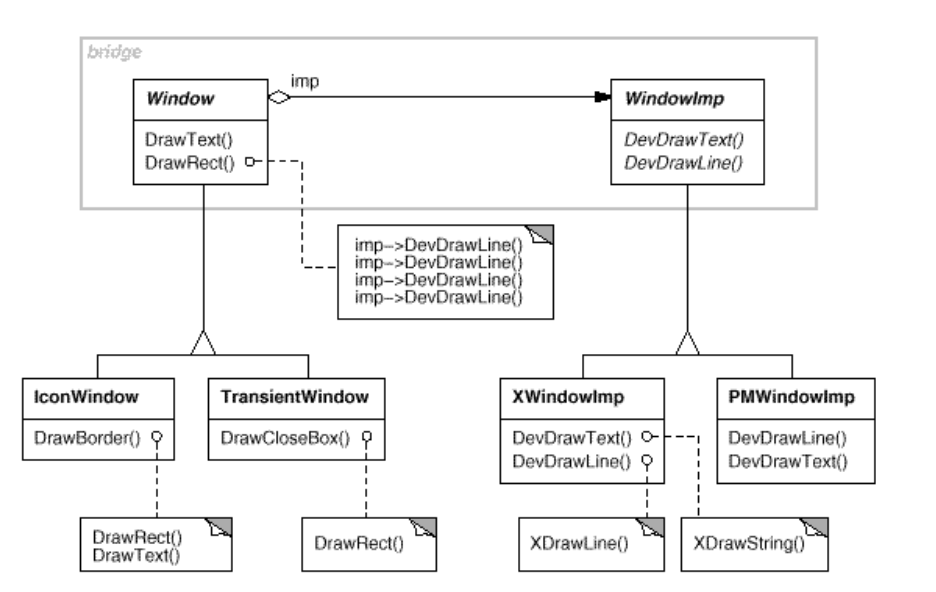 bridge
imp
Window
WindowImp
DrawText()
DrawRect()
DevDrawText()
DevDrawLine()
imp->DevDrawLine()
imp->DevDrawLine()
imp->DevDrawLine()
imp->DevDrawLine()
IconWindow
DrawBorder()
TransientWindow
DrawCloseBox()
XWindowImp
DevDrawText()
DevDrawLine()
PMWindowImp
DevDrawLine()
DevDrawText()
DrawRect()
DrawText()
DrawRect()
XDrawLine()
XDrawString()